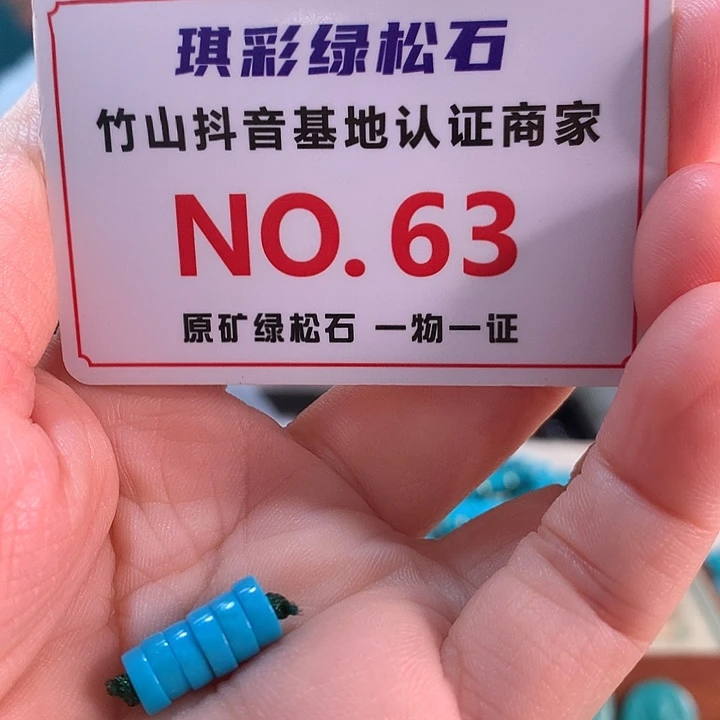 琪彩绿松石
竹山抖音基地认证商家
NO. 63
原矿绿松石 一物一证